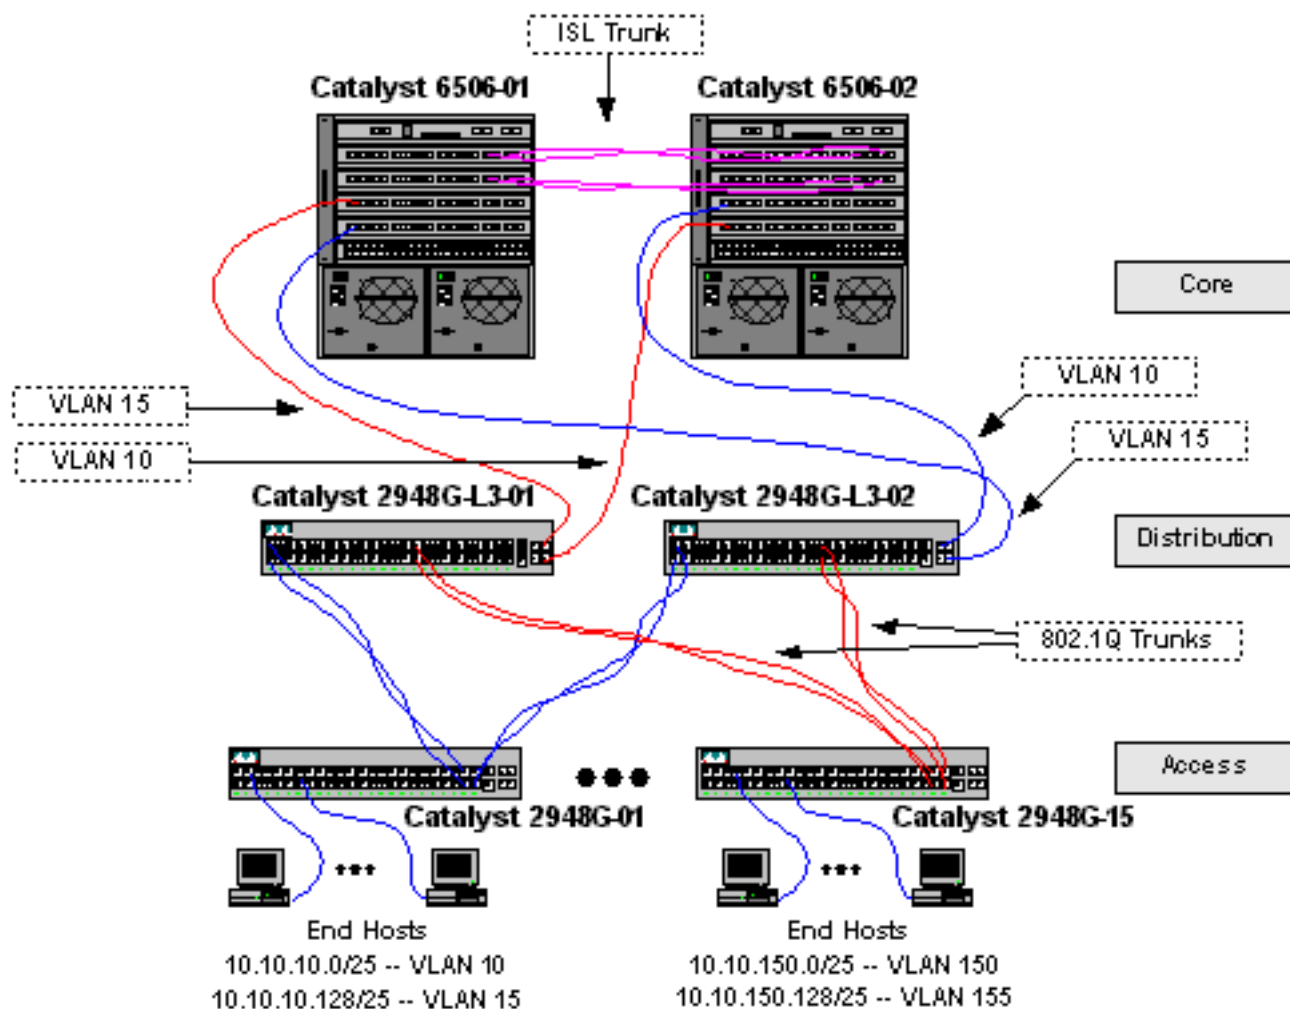 ISL Trunk
Catalyst 6506-01
Catalyst 6506-02
Core
VLAN 10
VLAN 15
VLAN 15
VLAN 10
Catalyst 2948G-L3-01
Catalyst 2948G-L3-02
Distribution
802.1Q Trunks
Access
Catalyst 2948G-01
Catalyst 2948G-15
End Hosts
10.10.10.0/25 -- VLAN 10
10.10.10.128/25 -- VLAN 15
End Hosts
10.10.150.0/25 -- VLAN 150
10.10.150.128/25 -- VLAN 155